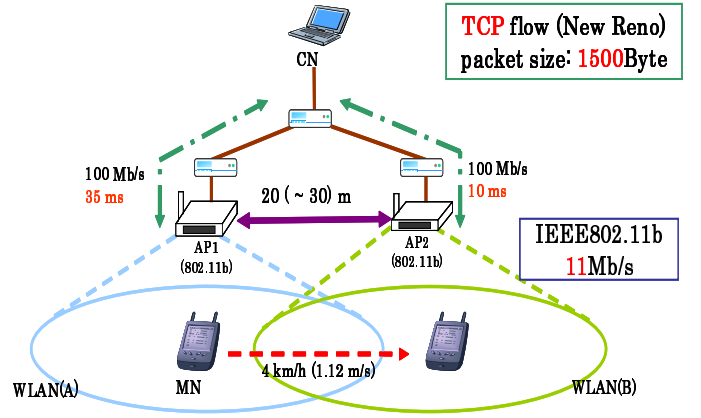 TCP flow (New Reno)
packet size: 1500Byte
CN
100 Mb/s
35 ms
100 Mb/s
10 ms
20 ( ~ 30) m
AP1
(802.11b)
AP2
(802.11b)
IEEE802.11b
11Mb/s
4 km/h (1.12 m/s)
WLAN(A)
MN
WLAN(B)